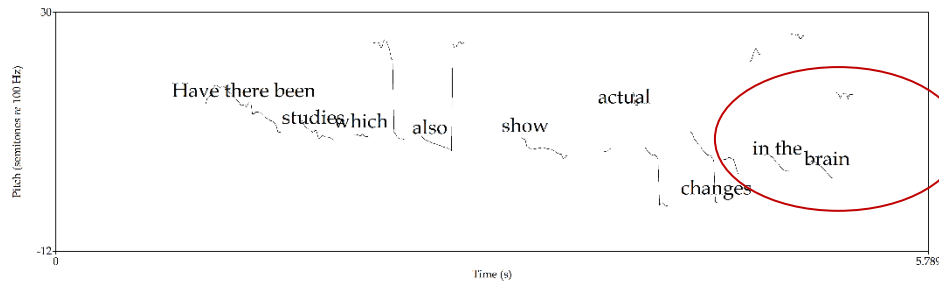 30
Have there been
studies which also show actual changes in the brain
Pitch (semitones re 100 Hz)
-12
0
5.789
Time (s)